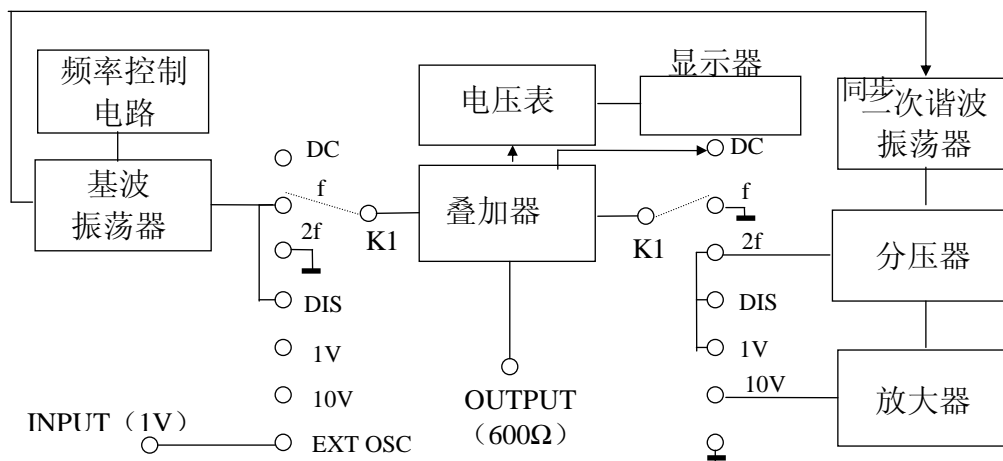 频率控制
电路
基波
振荡器
DC
f
2f
DIS
1V
10V
EXT OSC
INPUT（1V）
K1
电压表
显示器
叠加器
OUTPUT
（600Ω）
K1
DC
f
2f
DIS
1V
10V
同步
二次谐波
振荡器
分压器
放大器